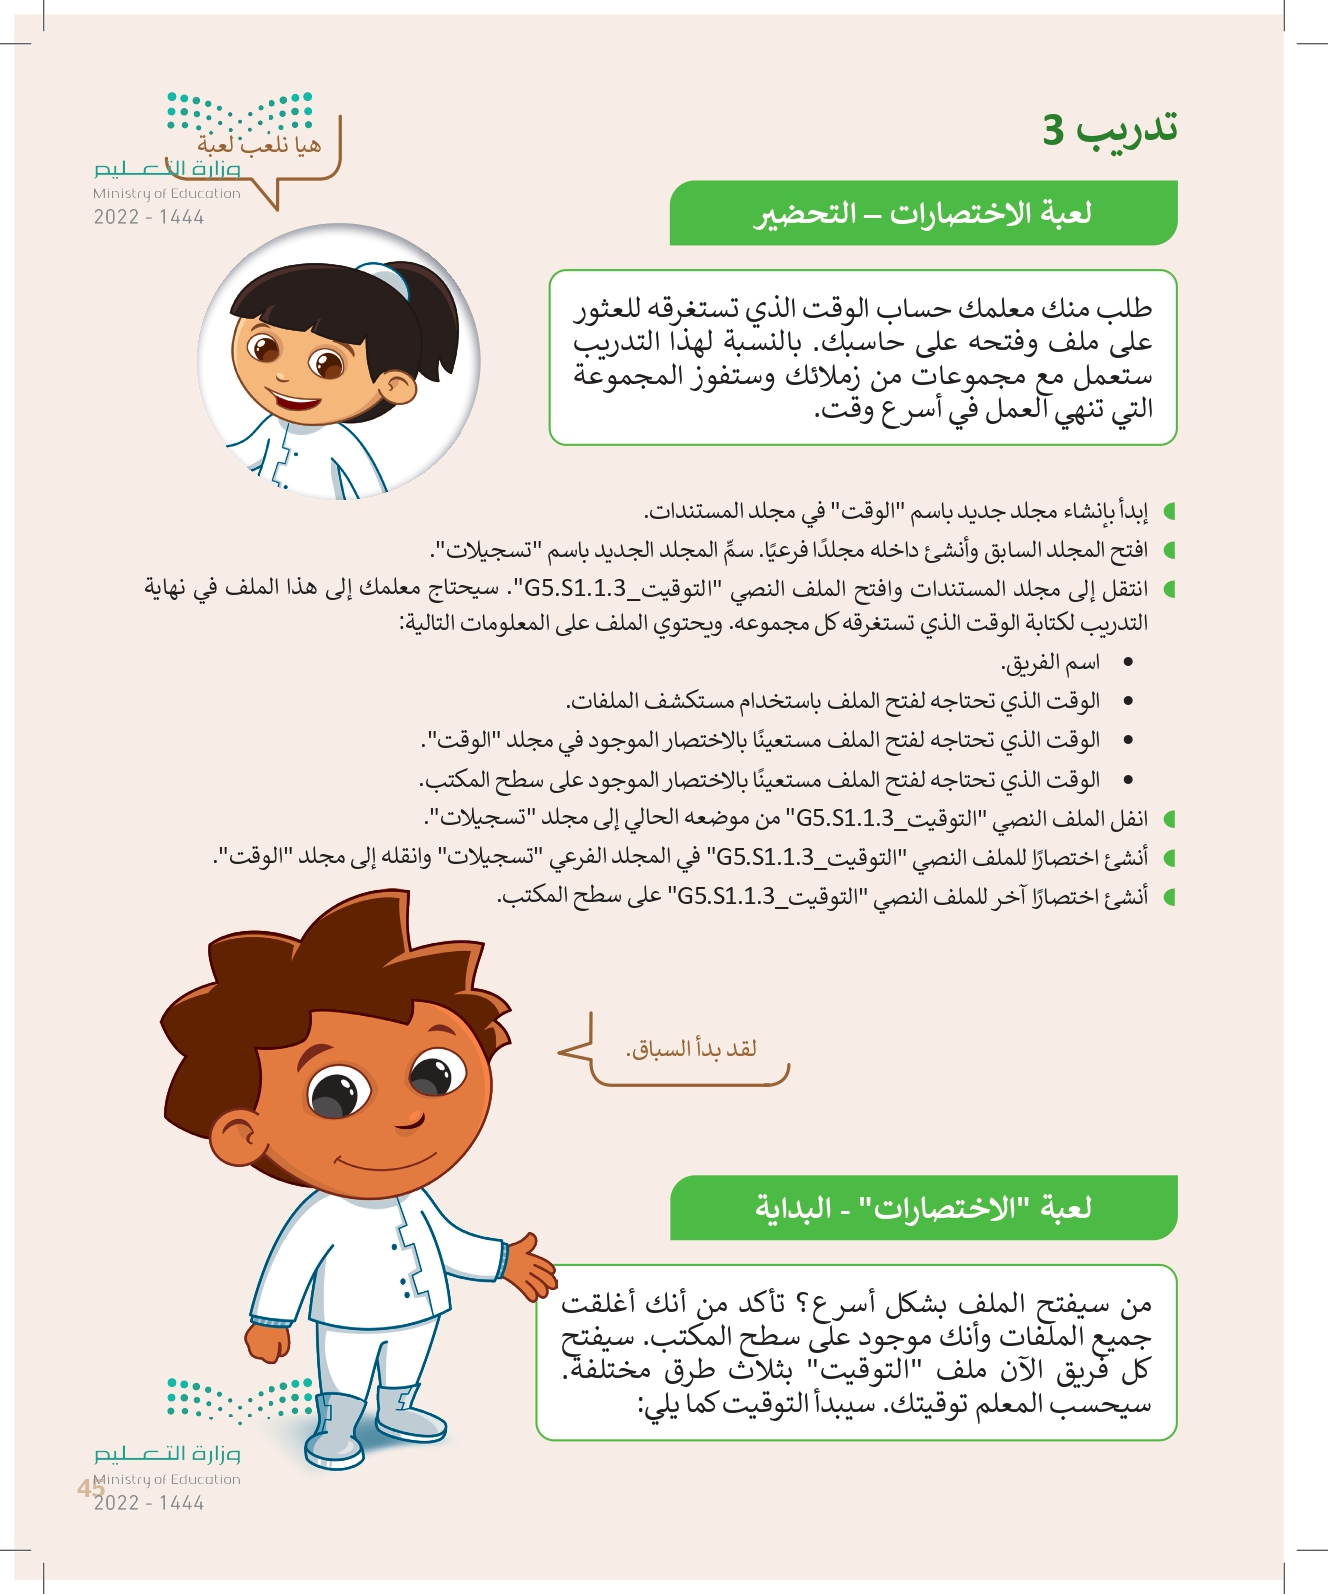 هيا نلعب لعبة
وزارة التعليم
Ministry of Education
2022 - 1444
تدريب 3
لعبة الاختصارات – التحضير
طلب منك معلمك حساب الوقت الذي تستغرقه للعثور
على ملف وفتحه على حاسبك. بالنسبة لهذا التدريب
ستعمل مع مجموعات من زملائك وستفوز المجموعة
التي تنهي العمل في أسرع وقت.
إبدأ بإنشاء مجلد جديد باسم "الوقت" في مجلد المستندات.
افتح المجلد السابق وأنشئ داخله مجلدًا فرعيًا. سمِّ المجلد الجديد باسم "تسجيلات".
انتقل إلى مجلد المستندات وافتح الملف النصي "التوقيت_G5.S1.1.3". سيحتاج معلمك إلى هذا الملف في نهاية
التدريب لكتابة الوقت الذي تستغرقه كل مجموعه. ويحتوي الملف على المعلومات التالية:
• اسم الفريق.
• الوقت الذي تحتاجه لفتح الملف باستخدام مستكشف الملفات.
• الوقت الذي تحتاجه لفتح الملف مستعينًا بالاختصار الموجود في مجلد "الوقت".
• الوقت الذي تحتاجه لفتح الملف مستعينًا بالاختصار الموجود على سطح المكتب.
انفل الملف النصي "التوقيت_G5.S1.1.3" من موضعه الحالي إلى مجلد "تسجيلات".
أنشئ اختصارًا للملف النصي "التوقيت_G5.S1.1.3" في المجلد الفرعي "تسجيلات" وانقله إلى مجلد "الوقت".
أنشئ اختصارًا آخر للملف النصي "التوقيت_G5.S1.1.3" على سطح المكتب.
لقد بدأ السباق.
لعبة "الاختصارات" - البداية
من سيفتح الملف بشكل أسرع؟ تأكد من أنك أغلقت
جميع الملفات وأنك موجود على سطح المكتب. سيفتح
كل فريق الآن ملف "التوقيت" بثلاث طرق مختلفة.
سيحسب المعلم توقيتك. سيبدأ التوقيت كما يلي:
وزارة التعليم
Ministry of Education
2022 - 1444
45